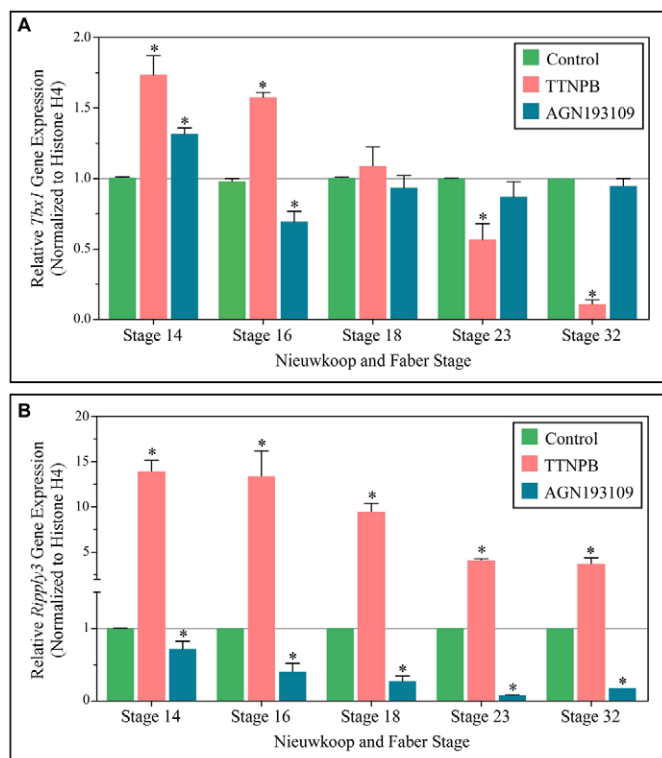 A
Relative Tbx1 Gene Expression
(Normalized to Histone H4)
2.0
1.5
1.0
0.5
0.0
Control
TTNPB
AGN193109
* * * * * *
Stage 14 Stage 16 Stage 18 Stage 23 Stage 32
Nieuwkoop and Faber Stage
B
Relative Ripply3 Gene Expression
(Normalized to Histone H4)
20
15
10
5
1
0
Control
TTNPB
AGN193109
* * * * * * * * * *
Stage 14 Stage 16 Stage 18 Stage 23 Stage 32
Nieuwkoop and Faber Stage